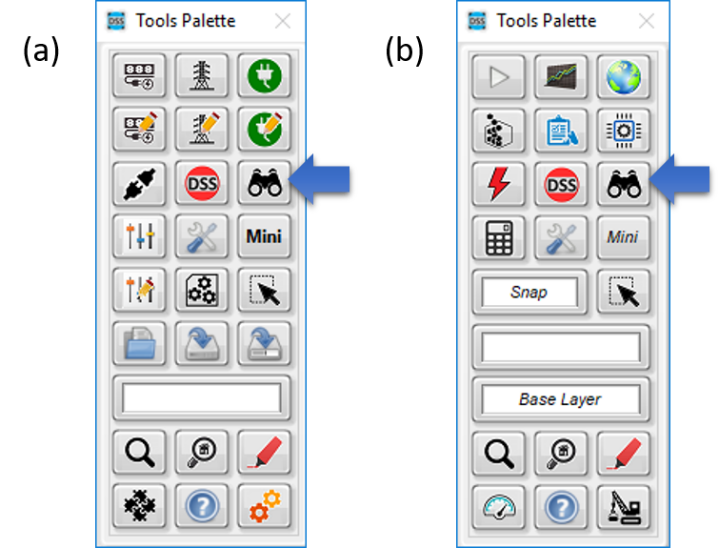 (a)
DSS Tools Palette
DSS
Mini
(b)
DSS Tools Palette
DSS
Mini
Snap
Base Layer